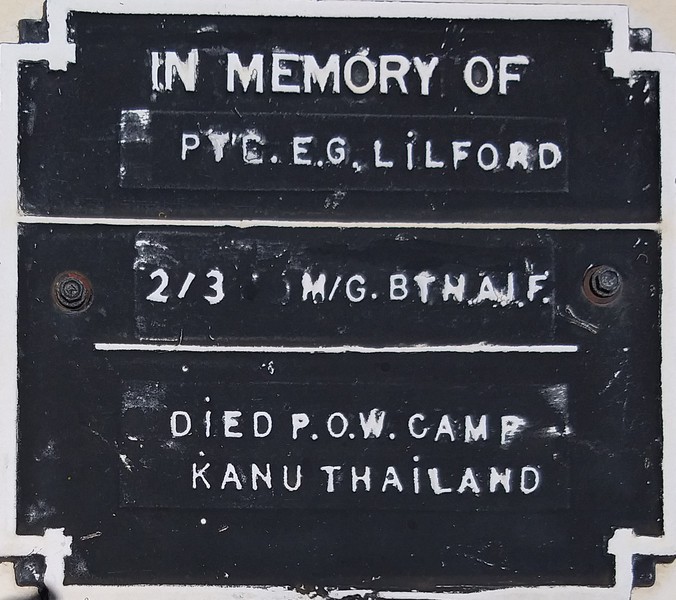 IN MEMORY OF
PTE. E.G. LILFORD
2/3 M/G. BTN. A.I.F.
DIED P.O.W. CAMP
KANU THAILAND